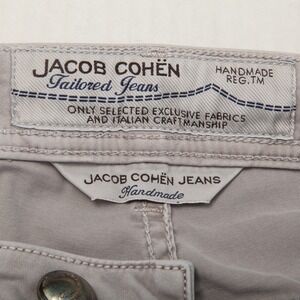 JACOB COHËN
Tailored Jeans
HANDMADE
REG.TM
ONLY SELECTED EXCLUSIVE FABRICS
AND ITALIAN CRAFTMANSHIP
JACOB COHËN JEANS
Handmade